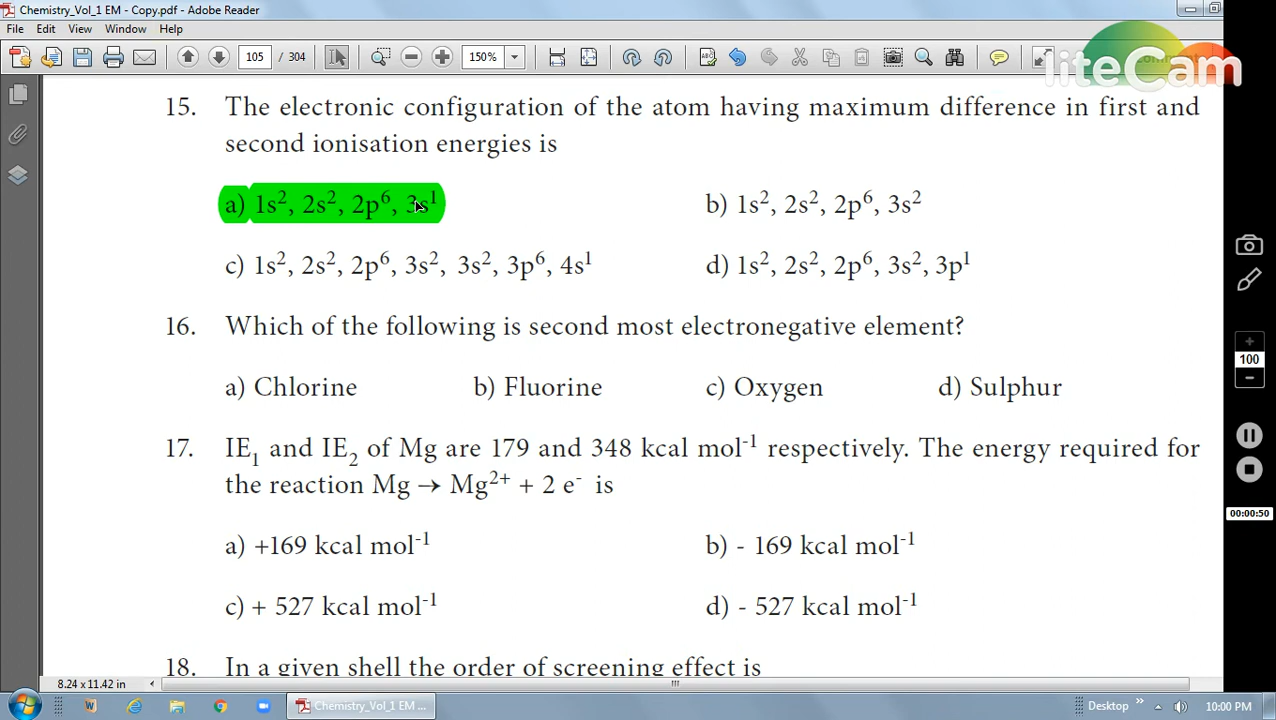 Chemistry_Vol_1 EM - Copy.pdf - Adobe Reader
File Edit View Window Help
105 / 304 150%
liteCam
15. The electronic configuration of the atom having maximum difference in first and
second ionisation energies is
a) 1s², 2s², 2p⁶, 3s¹ b) 1s², 2s², 2p⁶, 3s²
c) 1s², 2s², 2p⁶, 3s², 3s², 3p⁶, 4s¹ d) 1s², 2s², 2p⁶, 3s², 3p¹
16. Which of the following is second most electronegative element?
a) Chlorine b) Fluorine c) Oxygen d) Sulphur
17. IE₁ and IE₂ of Mg are 179 and 348 kcal mol⁻¹ respectively. The energy required for
the reaction Mg → Mg²⁺ + 2 e⁻ is
a) +169 kcal mol⁻¹ b) - 169 kcal mol⁻¹
c) + 527 kcal mol⁻¹ d) - 527 kcal mol⁻¹
18. In a given shell the order of screening effect is
100
00:00:50
8.24 x 11.42 in
Chemistry_Vol_1 EM ... Desktop 10:00 PM